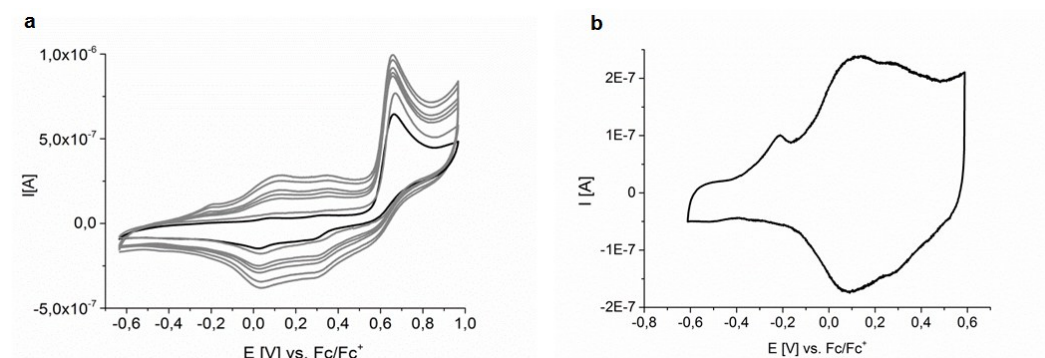 a
b
1,0x10⁻⁶
5,0x10⁻⁷
0,0
-5,0x10⁻⁷
I[A]
-0,6 -0,4 -0,2 0,0 0,2 0,4 0,6 0,8 1,0
E [V] vs. Fc/Fc⁺
2E-7
1E-7
0
-1E-7
-2E-7
I [A]
-0,8 -0,6 -0,4 -0,2 0,0 0,2 0,4 0,6
E [V] vs. Fc/Fc⁺